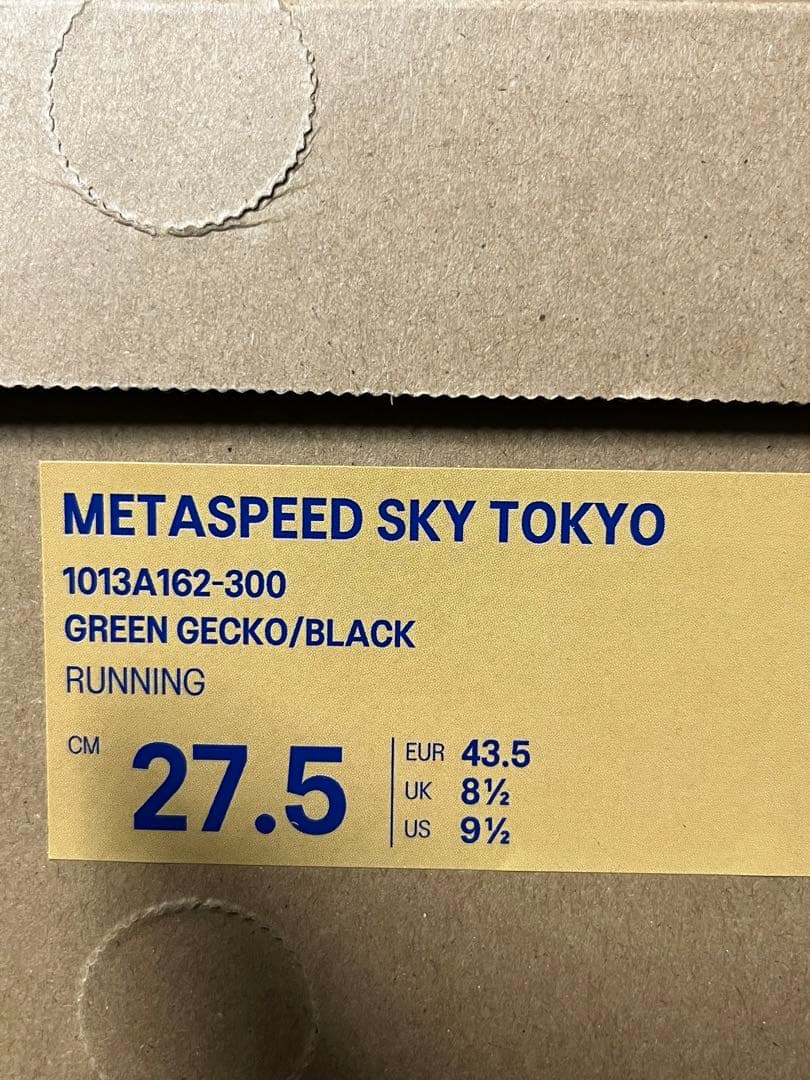 METASPEED SKY TOKYO
1013A162-300
GREEN GECKO/BLACK
RUNNING
CM 27.5
EUR 43.5
UK 8½
US 9½